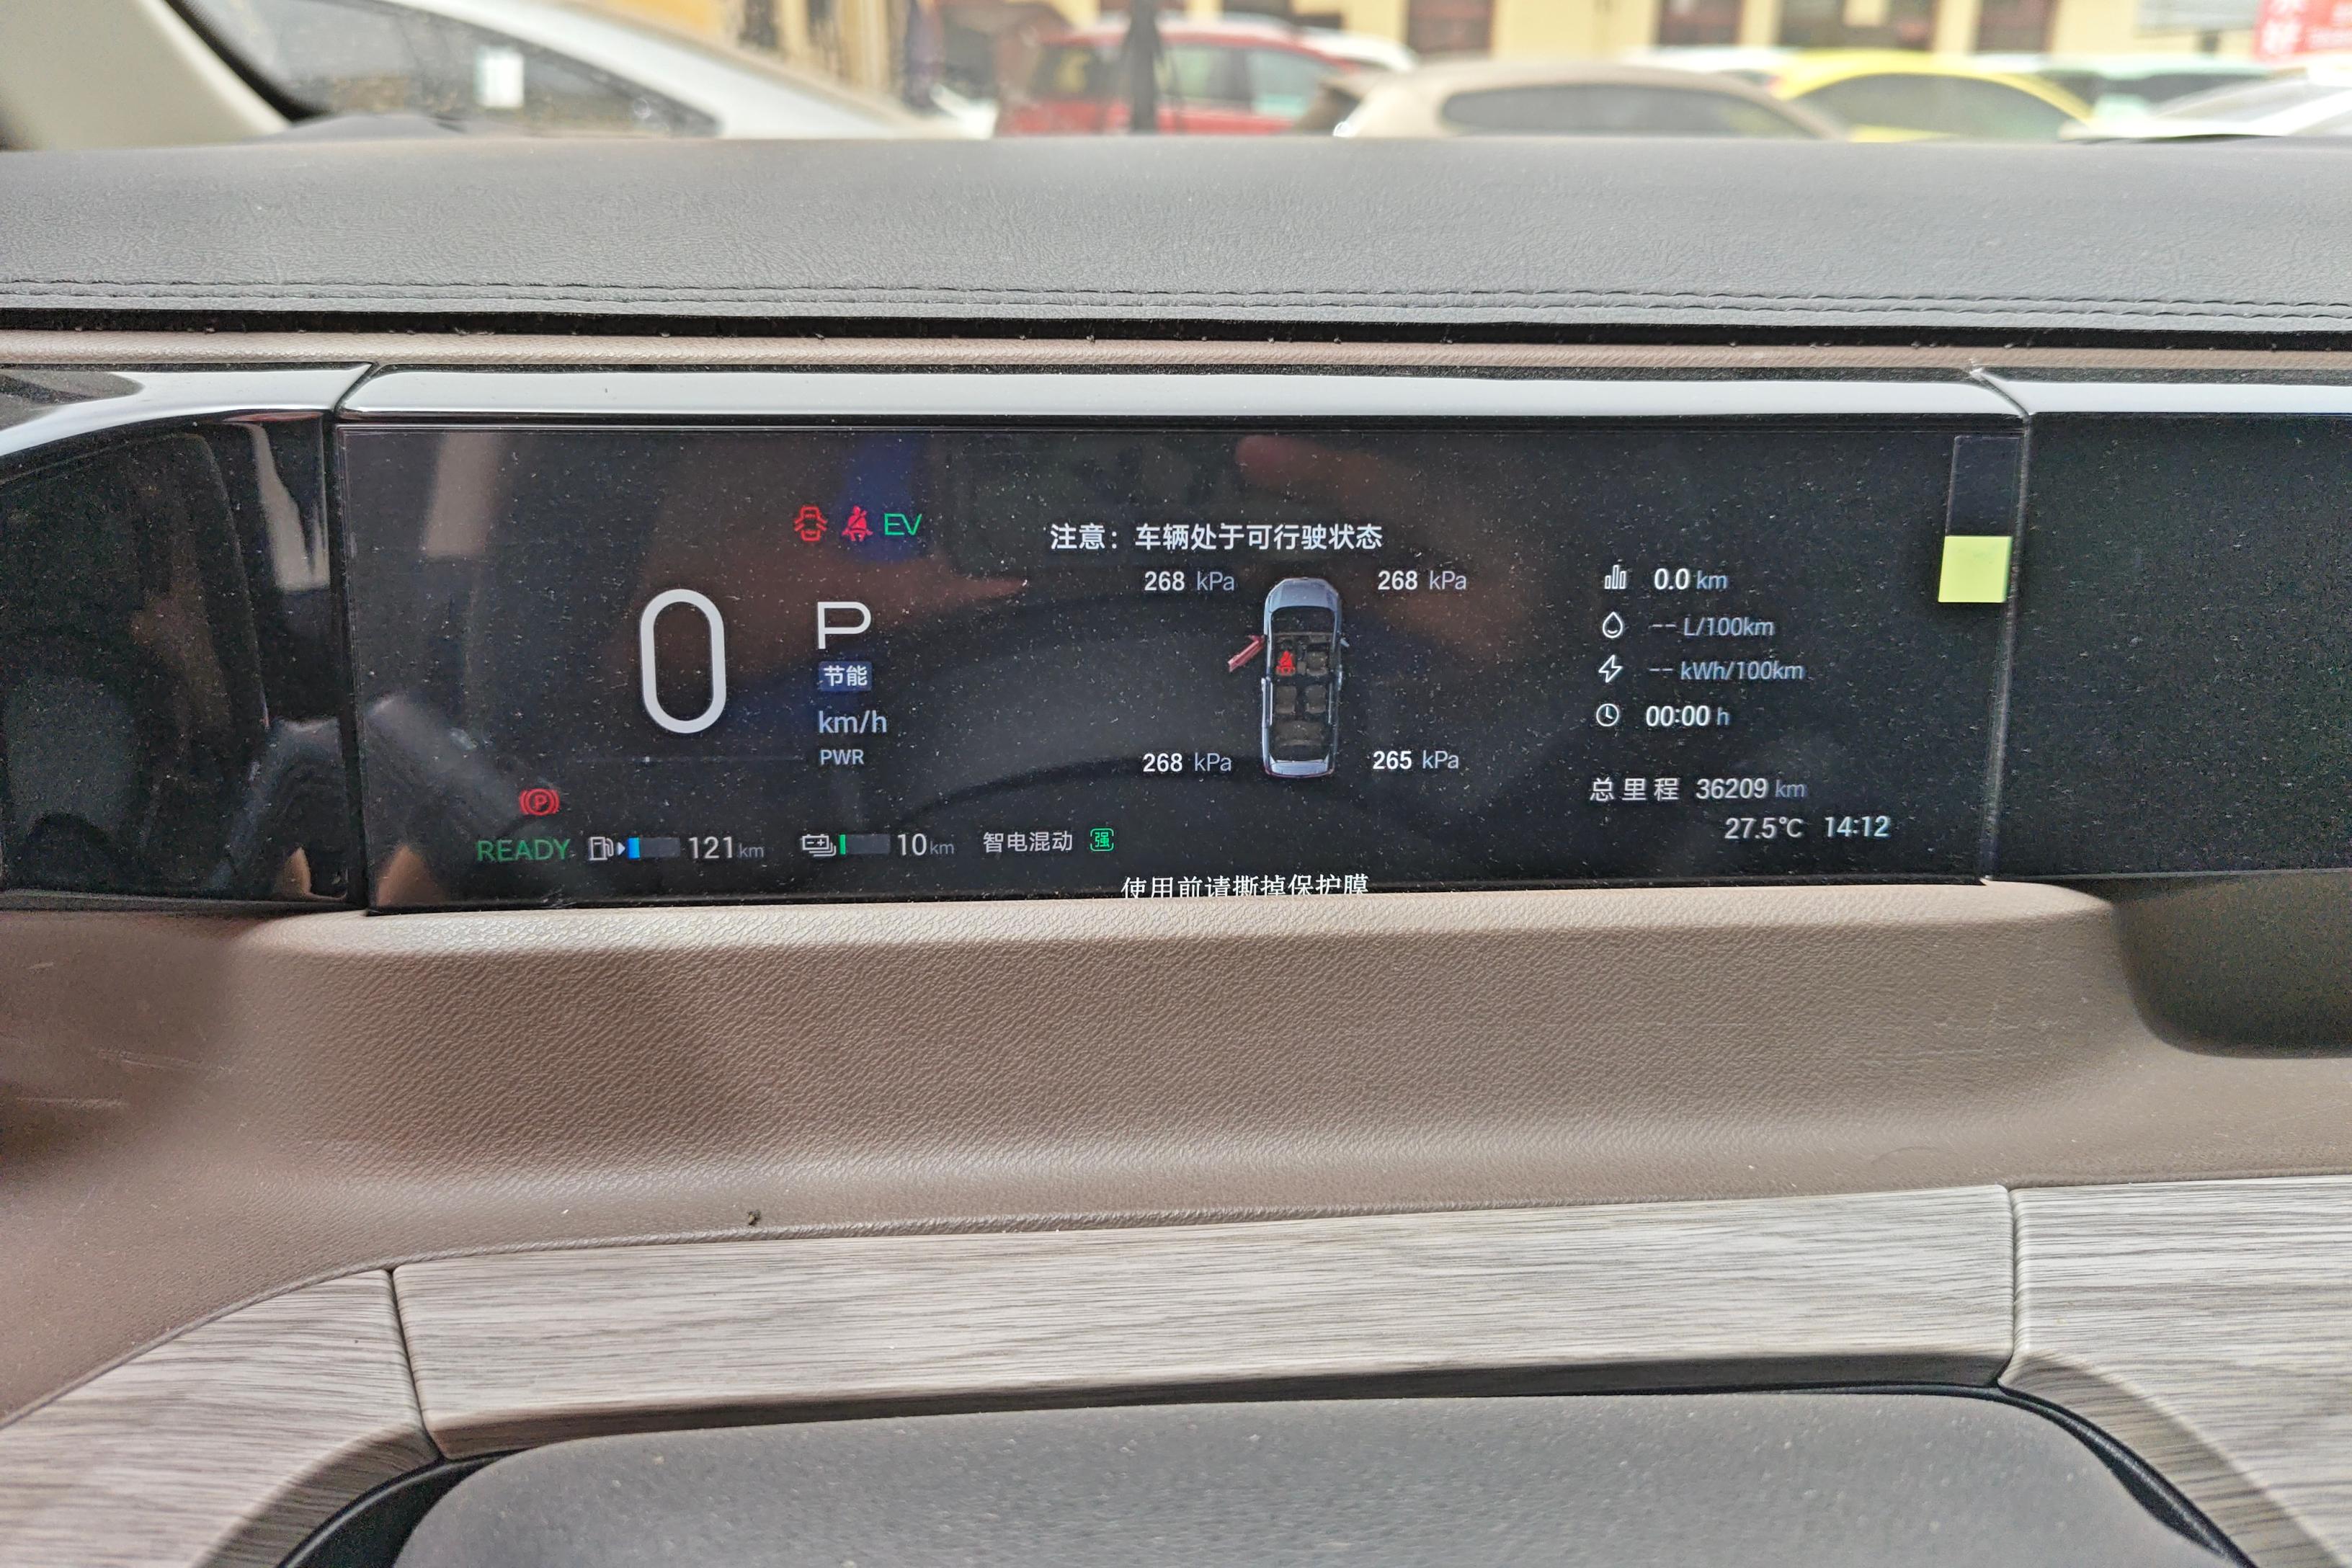 EV
注意：车辆处于可行驶状态
268 kPa 268 kPa
0.0 km
P
-- L/100km
0
节能
-- kWh/100km
km/h
00:00 h
PWR
268 kPa 265 kPa
总里程 36209 km
P
27.5℃ 14:12
READY 121 km 10 km 智电混动 强
使用前请撕掉保护膜